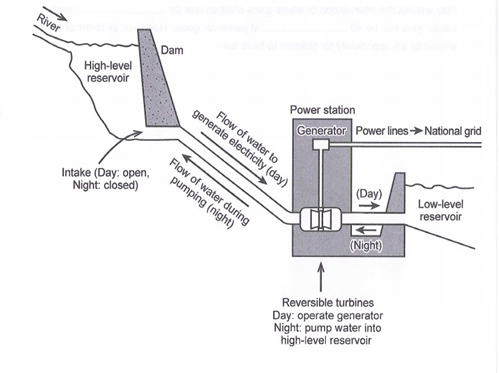 River
High-level
reservoir
Dam
Flow of water to
generate electricity (day)
Flow of water during
pumping (night)
Intake (Day: open,
Night: closed)
Power station
Generator
Power lines → National grid
(Day)
(Night)
Low-level
reservoir
Reversible turbines
Day: operate generator
Night: pump water into
high-level reservoir